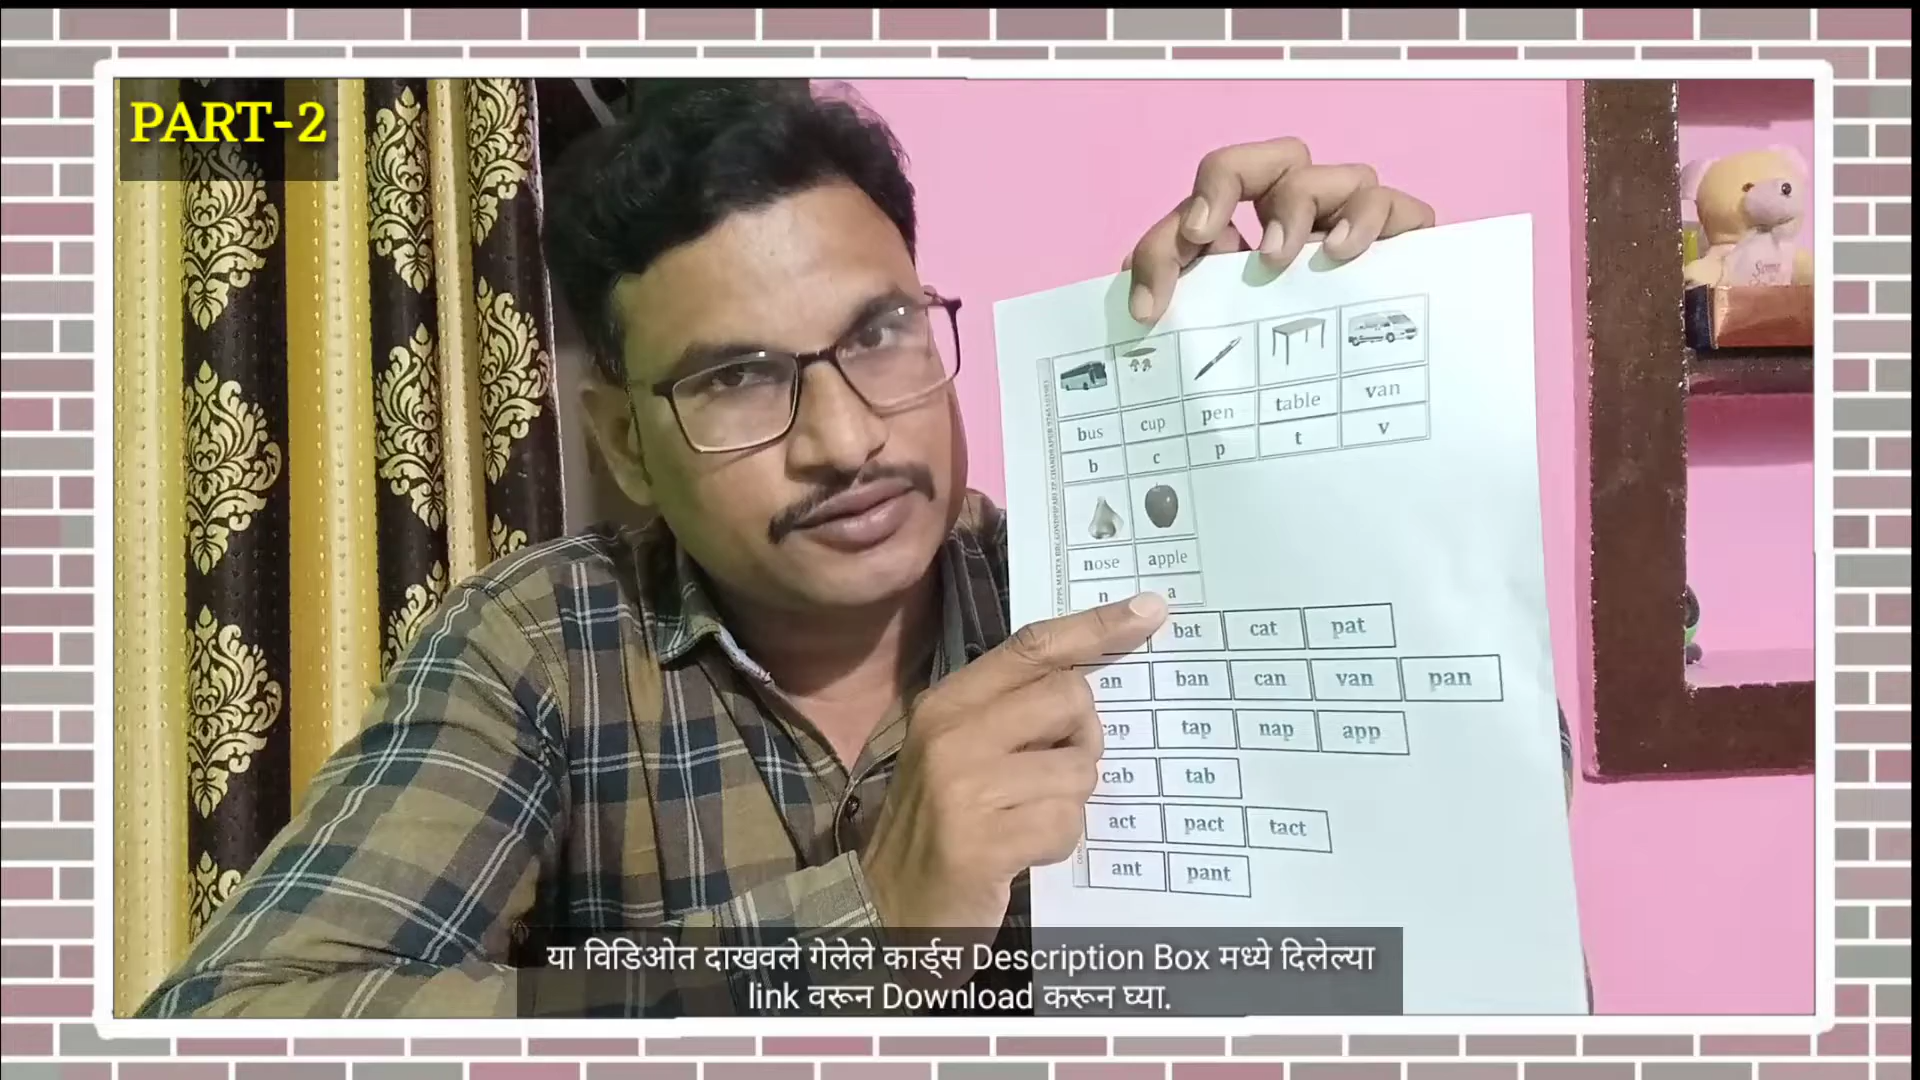 PART-2
bus cup pen table van
b c p t v
nose apple
n a
bat cat pat
an ban can van pan
cap tap nap app
cab tab
act pact tact
ant pant
या विडिओत दाखवले गेलेले कार्ड्स Description Box मध्ये दिलेल्या
link वरून Download करून घ्या.